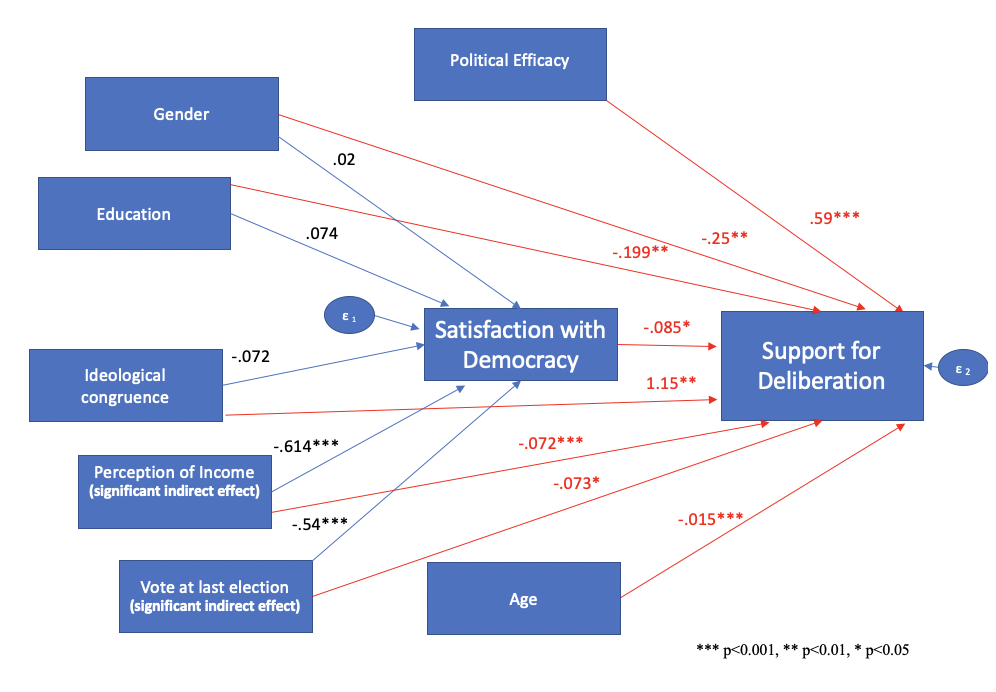 Political Efficacy
Gender
.02
Education
.074
.59***
-.25**
-.199**
ε 1
Satisfaction with
Democracy
-.085*
Support for
Deliberation
ε 2
-.072
Ideological
congruence
1.15**
-.614***
-.072***
Perception of Income
(significant indirect effect)
-.073*
-.54***
-.015***
Vote at last election
(significant indirect effect)
Age
*** p<0.001, ** p<0.01, * p<0.05